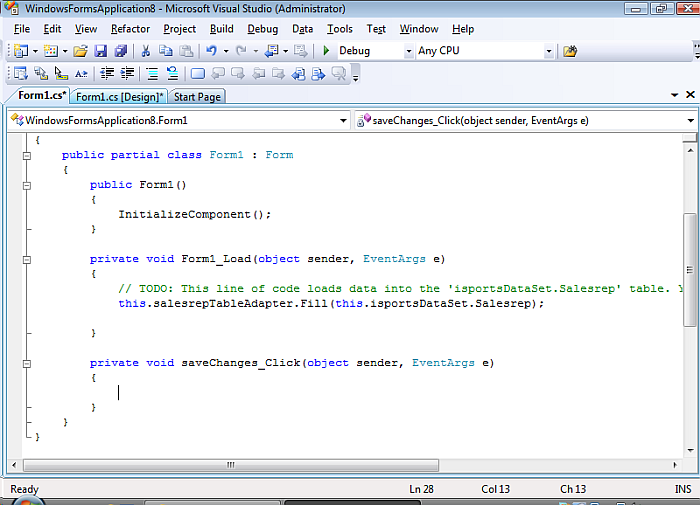 WindowsFormsApplication8 - Microsoft Visual Studio (Administrator)
File Edit View Refactor Project Build Debug Data Tools Test Window Help
Debug Any CPU
Form1.cs* Form1.cs [Design]* Start Page
WindowsFormsApplication8.Form1 saveChanges_Click(object sender, EventArgs e)
{
public partial class Form1 : Form
{
public Form1()
{
InitializeComponent();
}
private void Form1_Load(object sender, EventArgs e)
{
// TODO: This line of code loads data into the 'isportsDataSet.Salesrep' table. Y
this.salesrepTableAdapter.Fill(this.isportsDataSet.Salesrep);
}
private void saveChanges_Click(object sender, EventArgs e)
{
}
}
}
Ready Ln 28 Col 13 Ch 13 INS